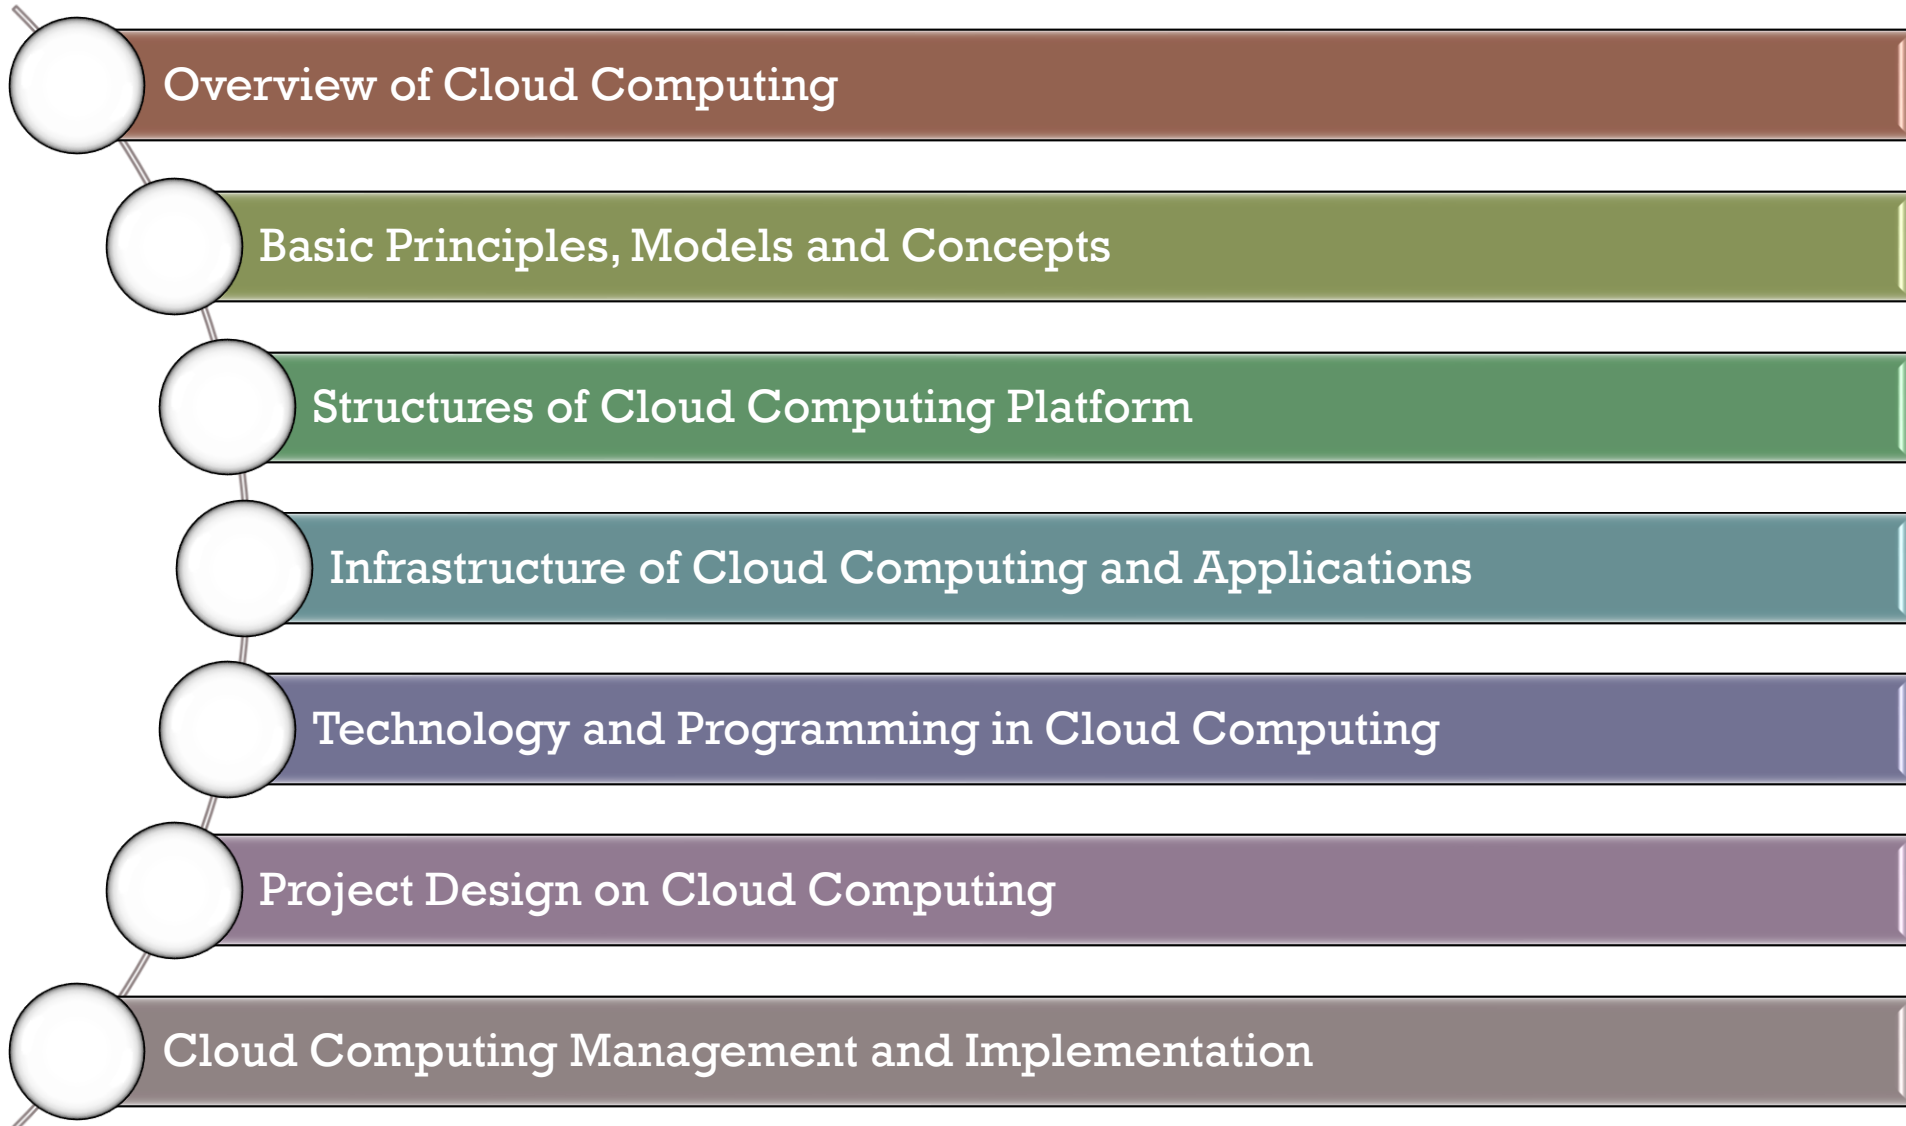 Overview of Cloud Computing
Basic Principles, Models and Concepts
Structures of Cloud Computing Platform
Infrastructure of Cloud Computing and Applications
Technology and Programming in Cloud Computing
Project Design on Cloud Computing
Cloud Computing Management and Implementation